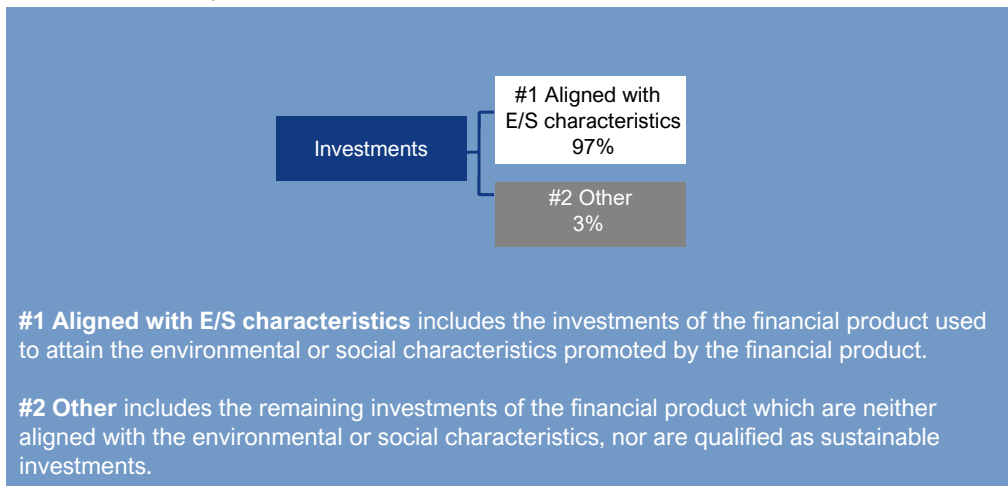 Investments
#1 Aligned with
E/S characteristics
97%
#2 Other
3%
#1 Aligned with E/S characteristics includes the investments of the financial product used
to attain the environmental or social characteristics promoted by the financial product.
#2 Other includes the remaining investments of the financial product which are neither
aligned with the environmental or social characteristics, nor are qualified as sustainable
investments.